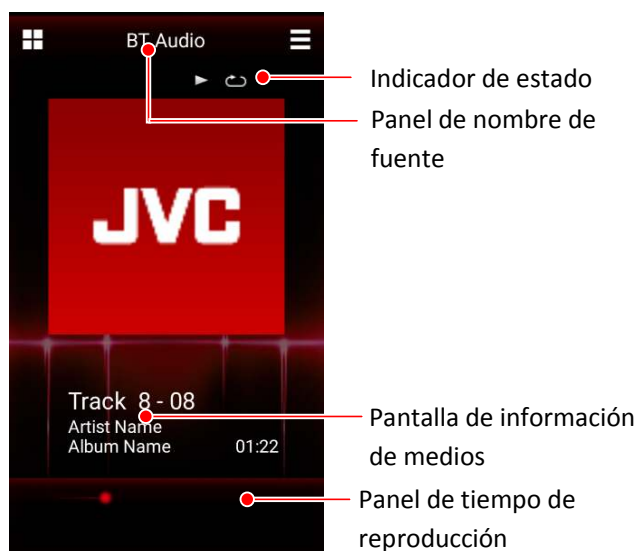 BT Audio
Indicador de estado
Panel de nombre de
fuente
JVC
Track 8 - 08
Artist Name
Album Name 01:22
Pantalla de información
de medios
Panel de tiempo de
reproducción